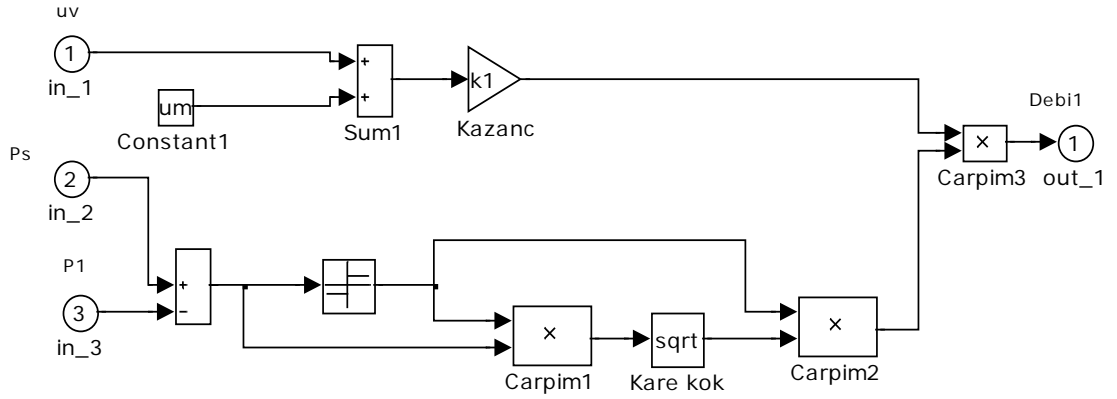 uv
1
in_1
um
Constant1
+
+
Sum1
k1
Kazanc
Debi1
×
Carpim3
1
out_1
Ps
2
in_2
P1
3
in_3
+
−
×
Carpim1
sqrt
Kare kok
×
Carpim2